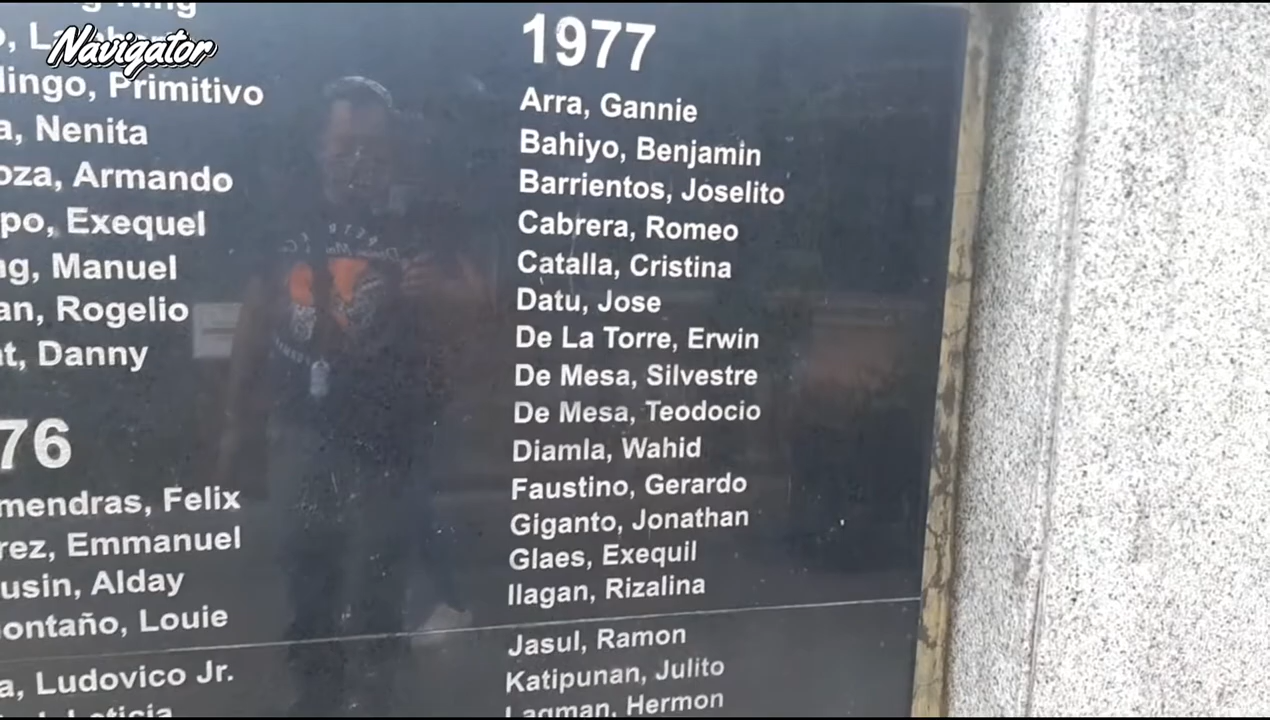 Navigator
lingo, Primitivo
a, Nenita
oza, Armando
po, Exequel
ng, Manuel
an, Rogelio
t, Danny
76
mendras, Felix
rez, Emmanuel
usin, Alday
montaño, Louie
a, Ludovico Jr.
Leticia
1977
Arra, Gannie
Bahiyo, Benjamin
Barrientos, Joselito
Cabrera, Romeo
Catalla, Cristina
Datu, Jose
De La Torre, Erwin
De Mesa, Silvestre
De Mesa, Teodocio
Diamla, Wahid
Faustino, Gerardo
Giganto, Jonathan
Glaes, Exequil
Ilagan, Rizalina
Jasul, Ramon
Katipunan, Julito
Lagman, Hermon